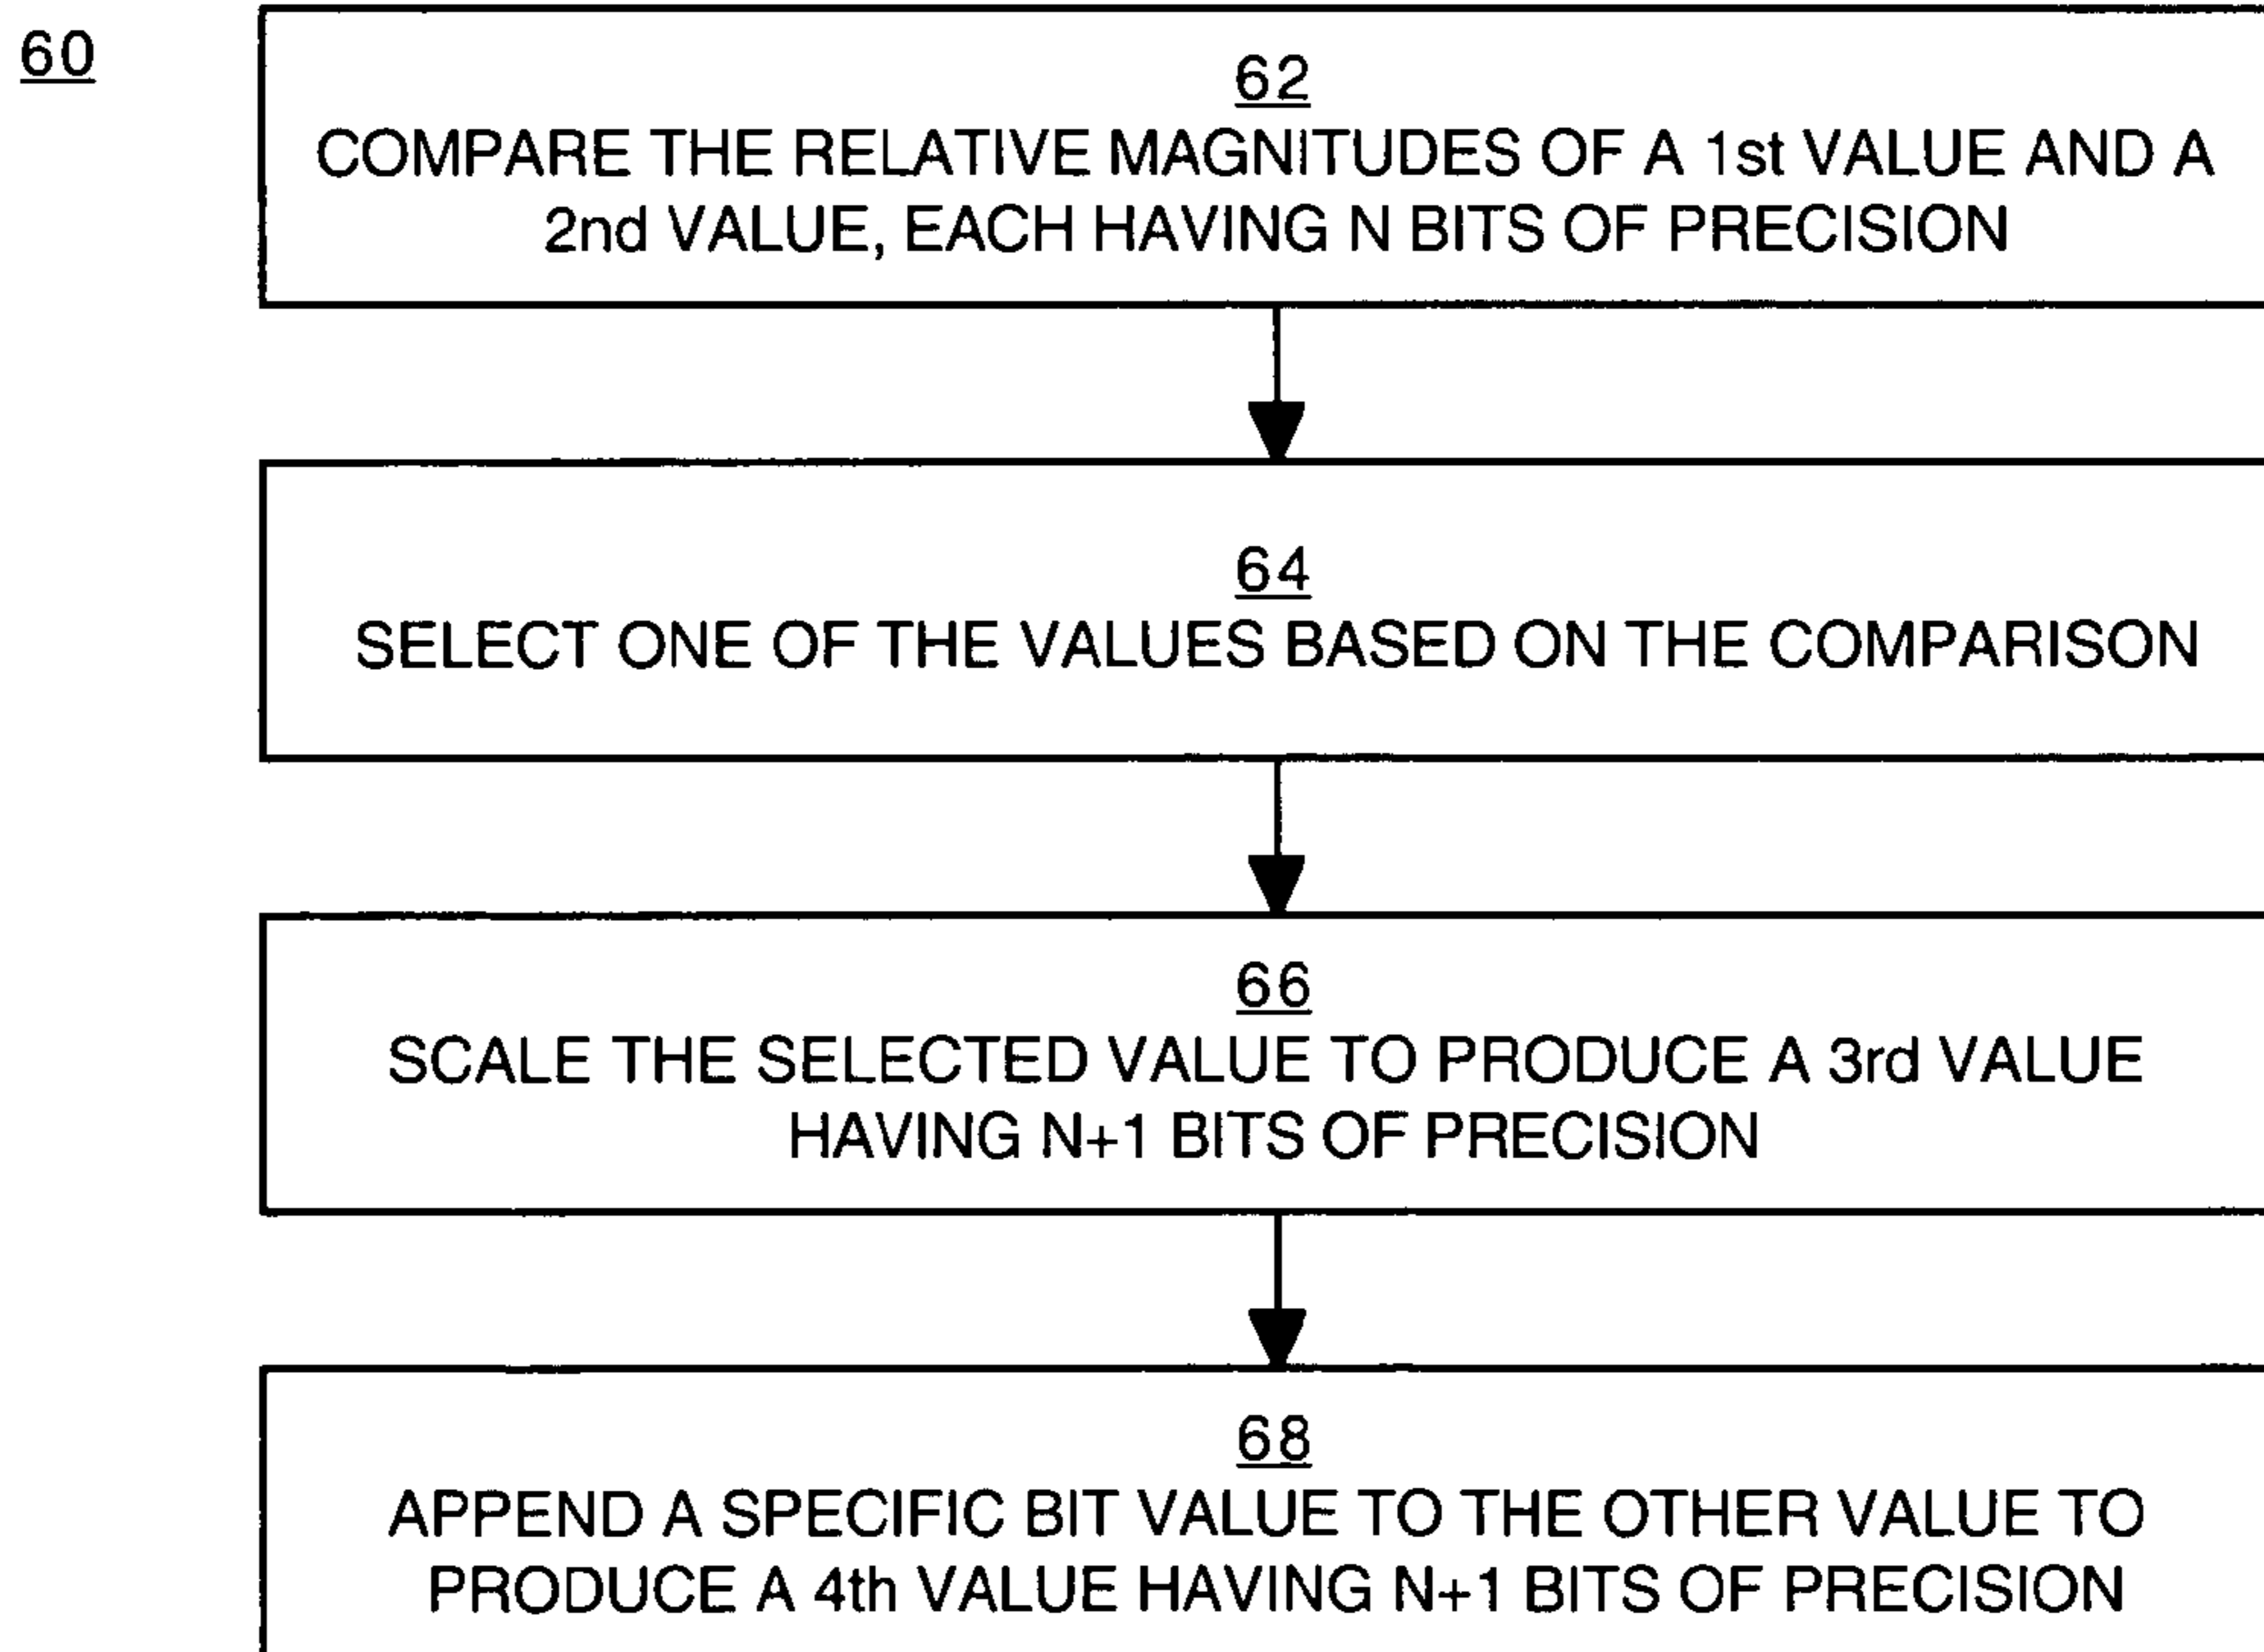 60
62
COMPARE THE RELATIVE MAGNITUDES OF A 1st VALUE AND A
2nd VALUE, EACH HAVING N BITS OF PRECISION
64
SELECT ONE OF THE VALUES BASED ON THE COMPARISON
66
SCALE THE SELECTED VALUE TO PRODUCE A 3rd VALUE
HAVING N+1 BITS OF PRECISION
68
APPEND A SPECIFIC BIT VALUE TO THE OTHER VALUE TO
PRODUCE A 4th VALUE HAVING N+1 BITS OF PRECISION